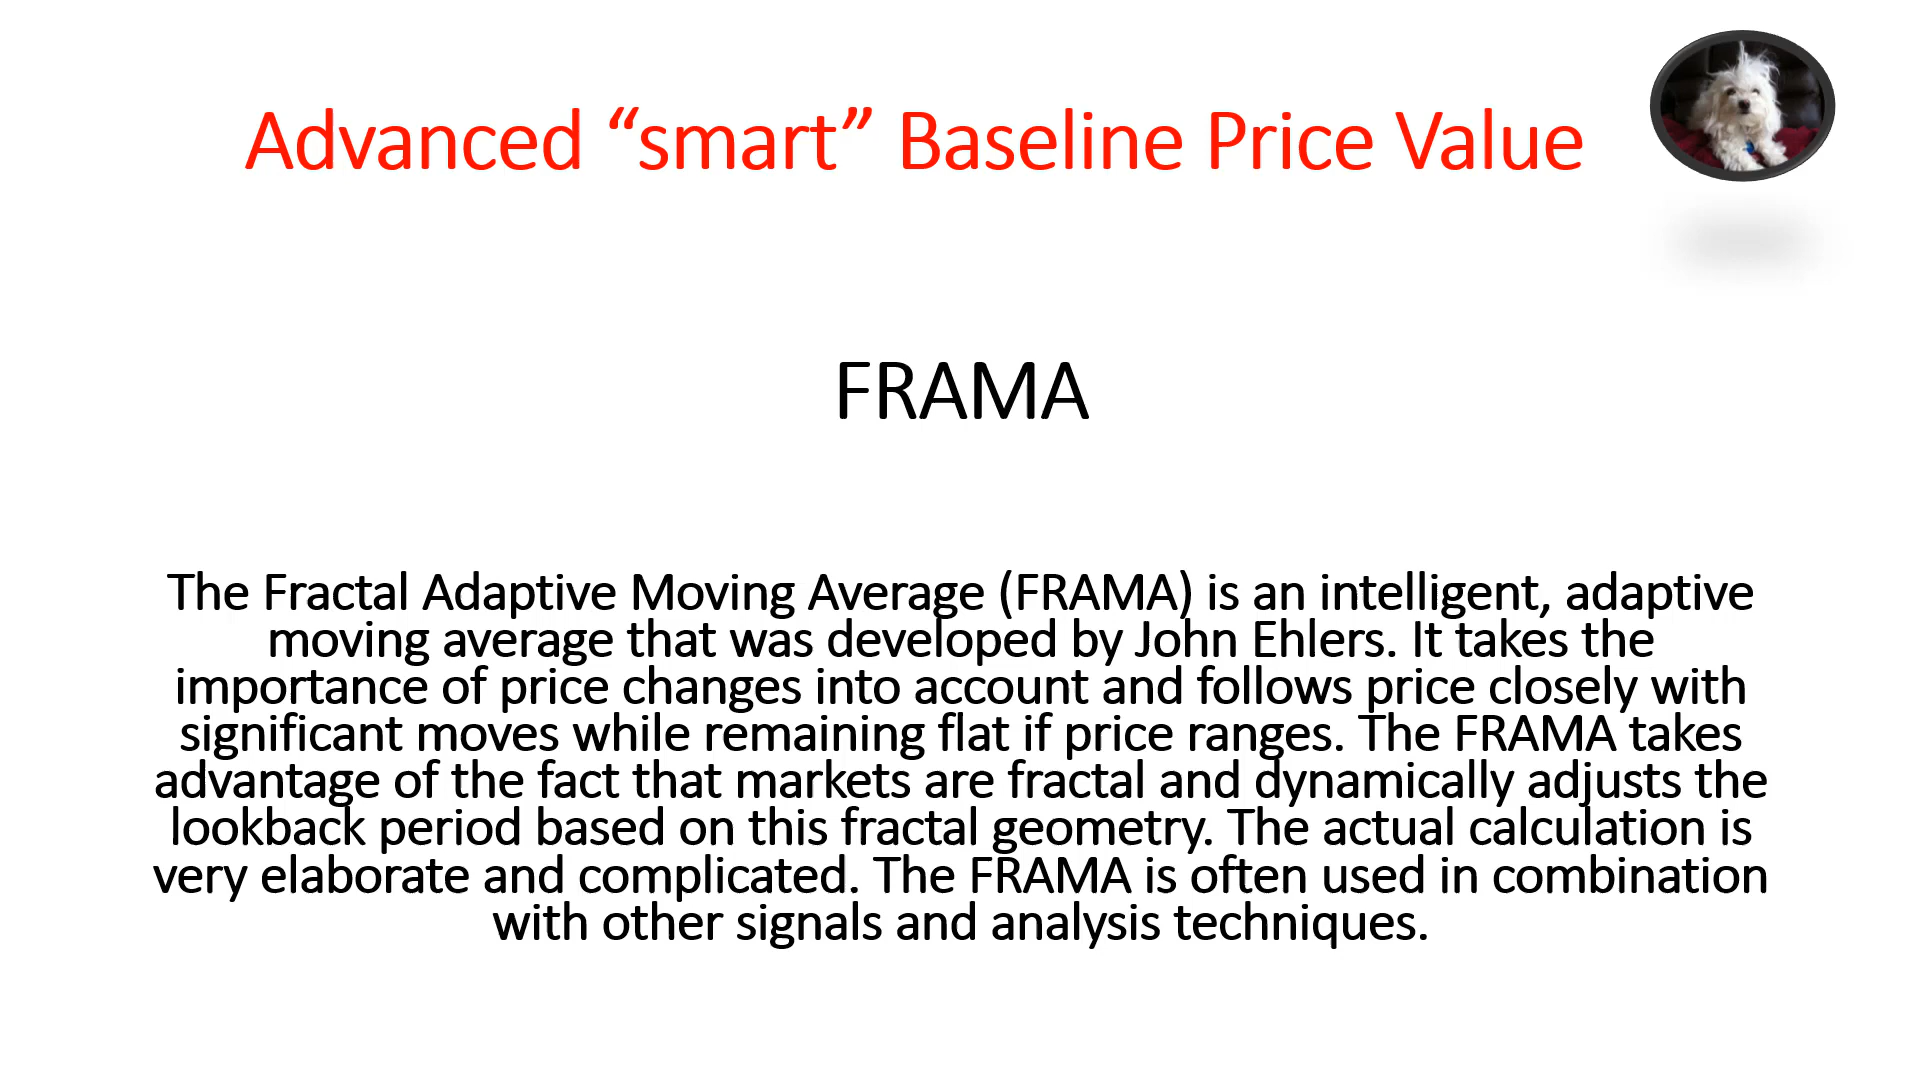 Advanced “smart” Baseline Price Value
FRAMA
The Fractal Adaptive Moving Average (FRAMA) is an intelligent, adaptive
moving average that was developed by John Ehlers. It takes the
importance of price changes into account and follows price closely with
significant moves while remaining flat if price ranges. The FRAMA takes
advantage of the fact that markets are fractal and dynamically adjusts the
lookback period based on this fractal geometry. The actual calculation is
very elaborate and complicated. The FRAMA is often used in combination
with other signals and analysis techniques.